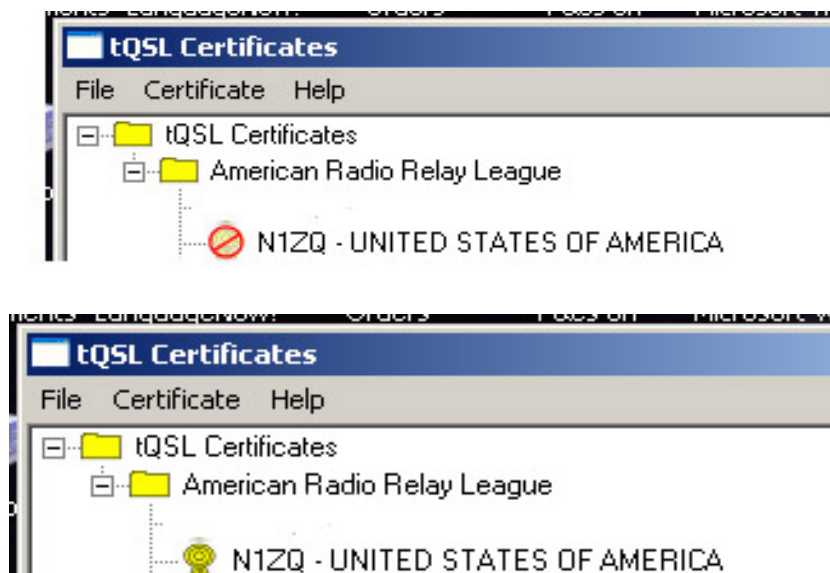 tQSL Certificates
File Certificate Help
tQSL Certificates
American Radio Relay League
N1ZQ - UNITED STATES OF AMERICA
tQSL Certificates
File Certificate Help
tQSL Certificates
American Radio Relay League
N1ZQ - UNITED STATES OF AMERICA